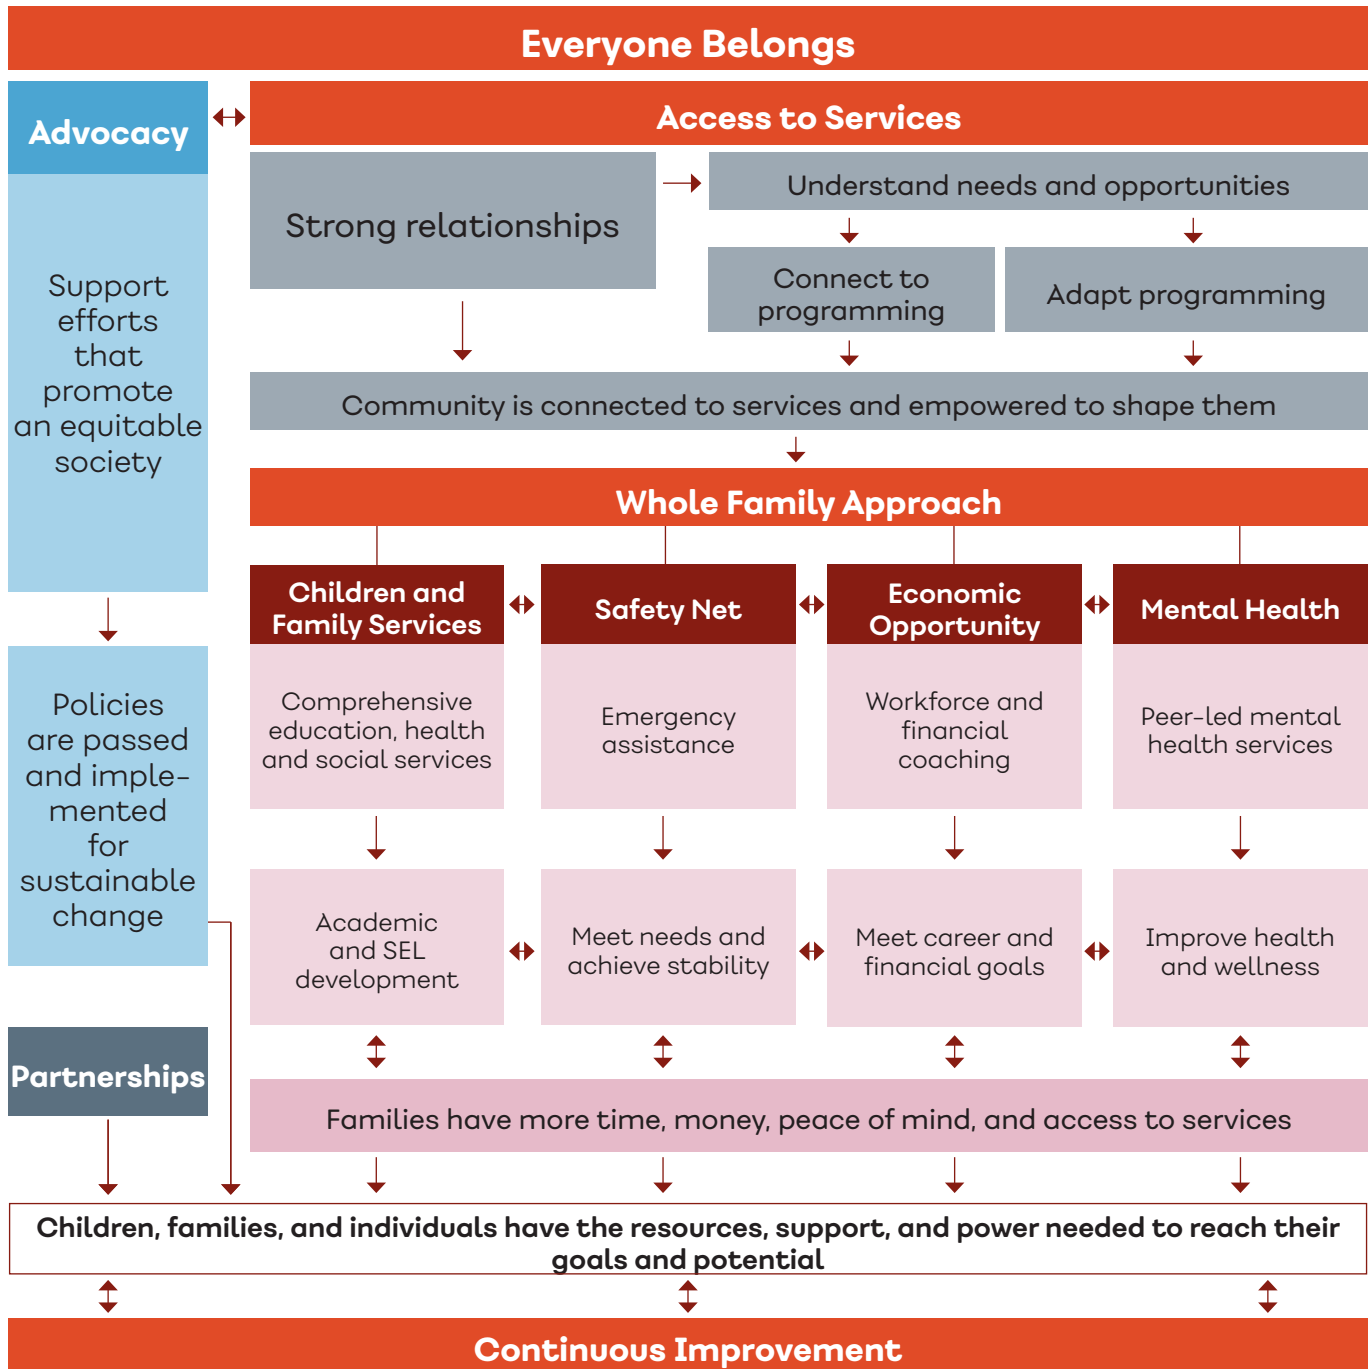 Everyone Belongs
Advocacy
Support
efforts
that
promote
an equitable
society
Policies
are passed
and imple-
mented
for
sustainable
change
Partnerships
Access to Services
Strong relationships
Understand needs and opportunities
Connect to
programming
Adapt programming
Community is connected to services and empowered to shape them
Whole Family Approach
Children and
Family Services
Safety Net
Economic
Opportunity
Mental Health
Comprehensive
education, health
and social services
Emergency
assistance
Workforce and
financial
coaching
Peer-led mental
health services
Academic
and SEL
development
Meet needs and
achieve stability
Meet career and
financial goals
Improve health
and wellness
Families have more time, money, peace of mind, and access to services
Children, families, and individuals have the resources, support, and power needed to reach their
goals and potential
Continuous Improvement